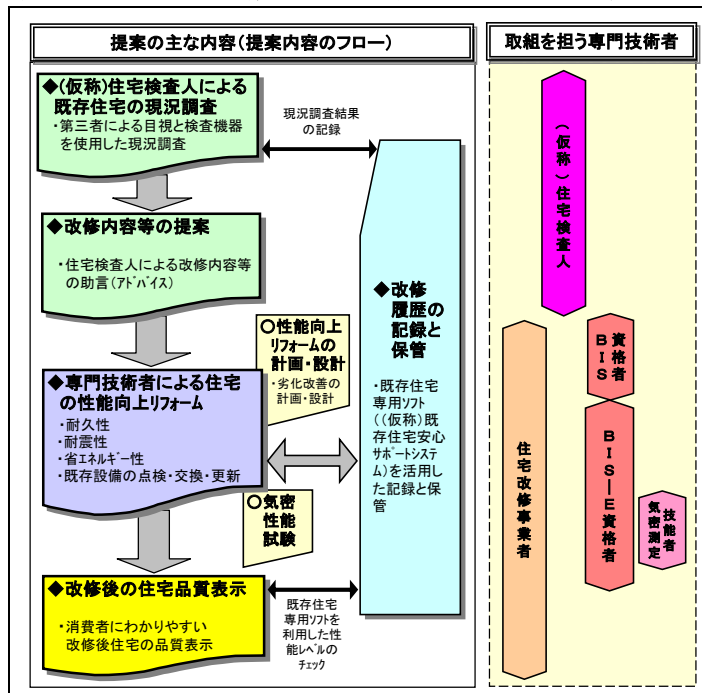 提案の主な内容（提案内容のフロー）
取組を担う専門技術者
◆(仮称)住宅検査人による
既存住宅の現況調査
・第三者による目視と検査機器
を使用した現況調査
現況調査結果
の記録
◆改修内容等の提案
・住宅検査人による改修内容等
の助言(ｱﾄﾞﾊﾞｲｽ)
○性能向上
ﾘﾌｫｰﾑの
計画・設計
・劣化改善の
計画・設計
◆専門技術者による住宅
の性能向上リフォーム
・耐久性
・耐震性
・省エネルギー性
・既存設備の点検・交換・更新
○気密
性能
試験
◆改修
履歴の
記録と
保管
・既存住宅
専用ソフト
((仮称)既
存住宅安心
ｻﾎﾟｰﾄｼｽﾃ
ﾑ)を活用し
た記録と保
管
◆改修後の住宅品質表示
・消費者にわかりやすい
改修後住宅の品質表示
既存住宅
専用ｿﾌﾄを
利用した性
能ﾚﾍﾞﾙの
ﾁｪｯｸ
（仮称）住宅検査人
住宅改修事業者
資格者
ＢＩＳ
ＢＩＳ―Ｅ資格者
技能者
気密測定